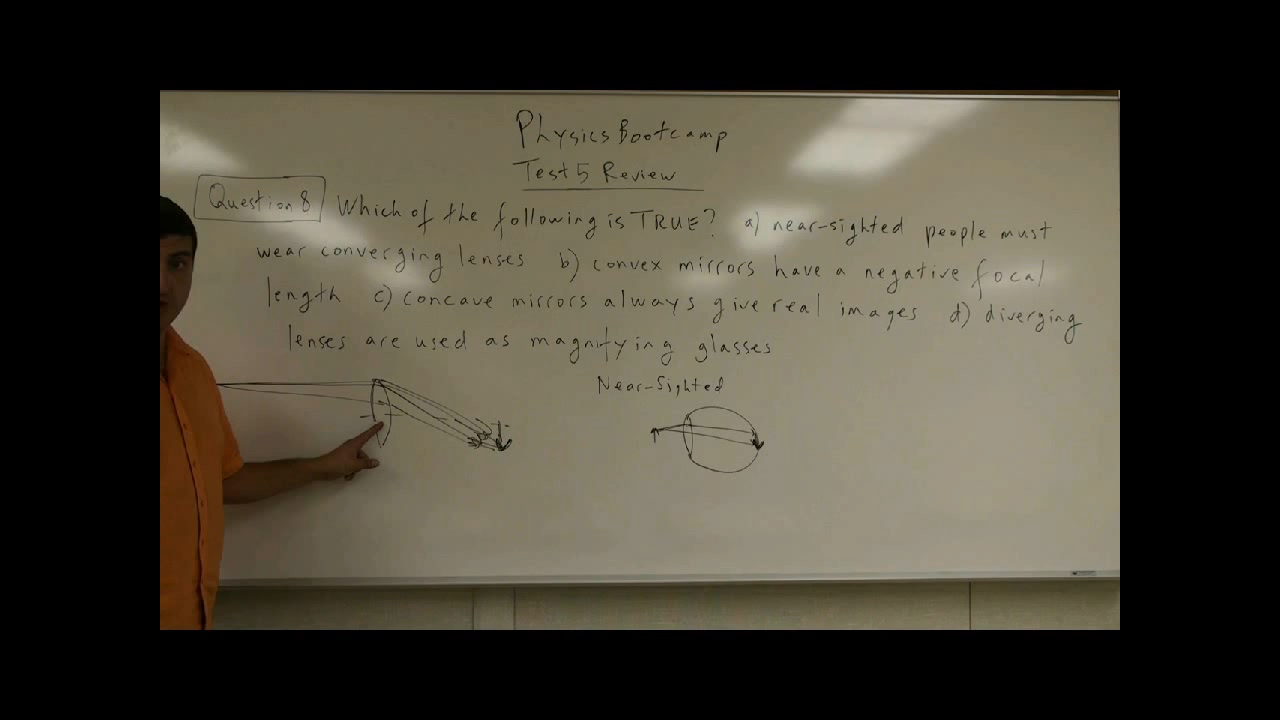 Physics Bootcamp
Test 5 Review
Question 8 Which of the following is TRUE? a) near-sighted people must
wear converging lenses b) convex mirrors have a negative focal
length c) concave mirrors always give real images d) diverging
lenses are used as magnifying glasses
Near-Sighted